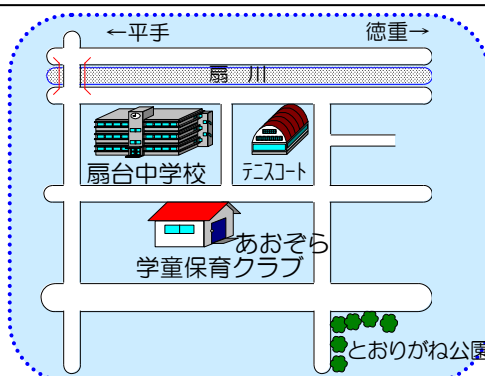 ←平手
徳重→
扇 川
扇台中学校
テニスコート
あおぞら
学童保育クラブ
とおりがね公園